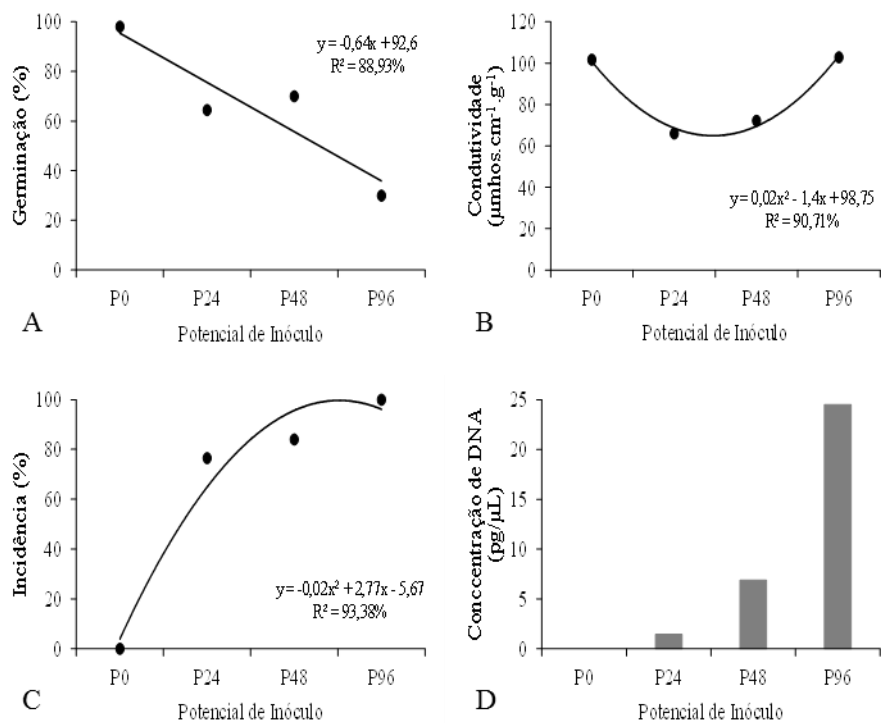 100
80
60
40
20
0
Germinação (%)
y = -0,64x + 92,6
R² = 88,93%
P0 P24 P48 P96
Potencial de Inóculo
A
120
100
80
60
40
20
0
Condutividade
(µmhos.cm⁻¹.g⁻¹)
y = 0,02x² - 1,4x + 98,75
R² = 90,71%
P0 P24 P48 P96
Potencial de Inóculo
B
100
80
60
40
20
0
Incidência (%)
y = -0,02x² + 2,77x - 5,67
R² = 93,38%
P0 P24 P48 P96
Potencial de Inóculo
C
25
20
15
10
5
0
Conccentração de DNA
(pg/µL)
P0 P24 P48 P96
Potencial de Inóculo
D